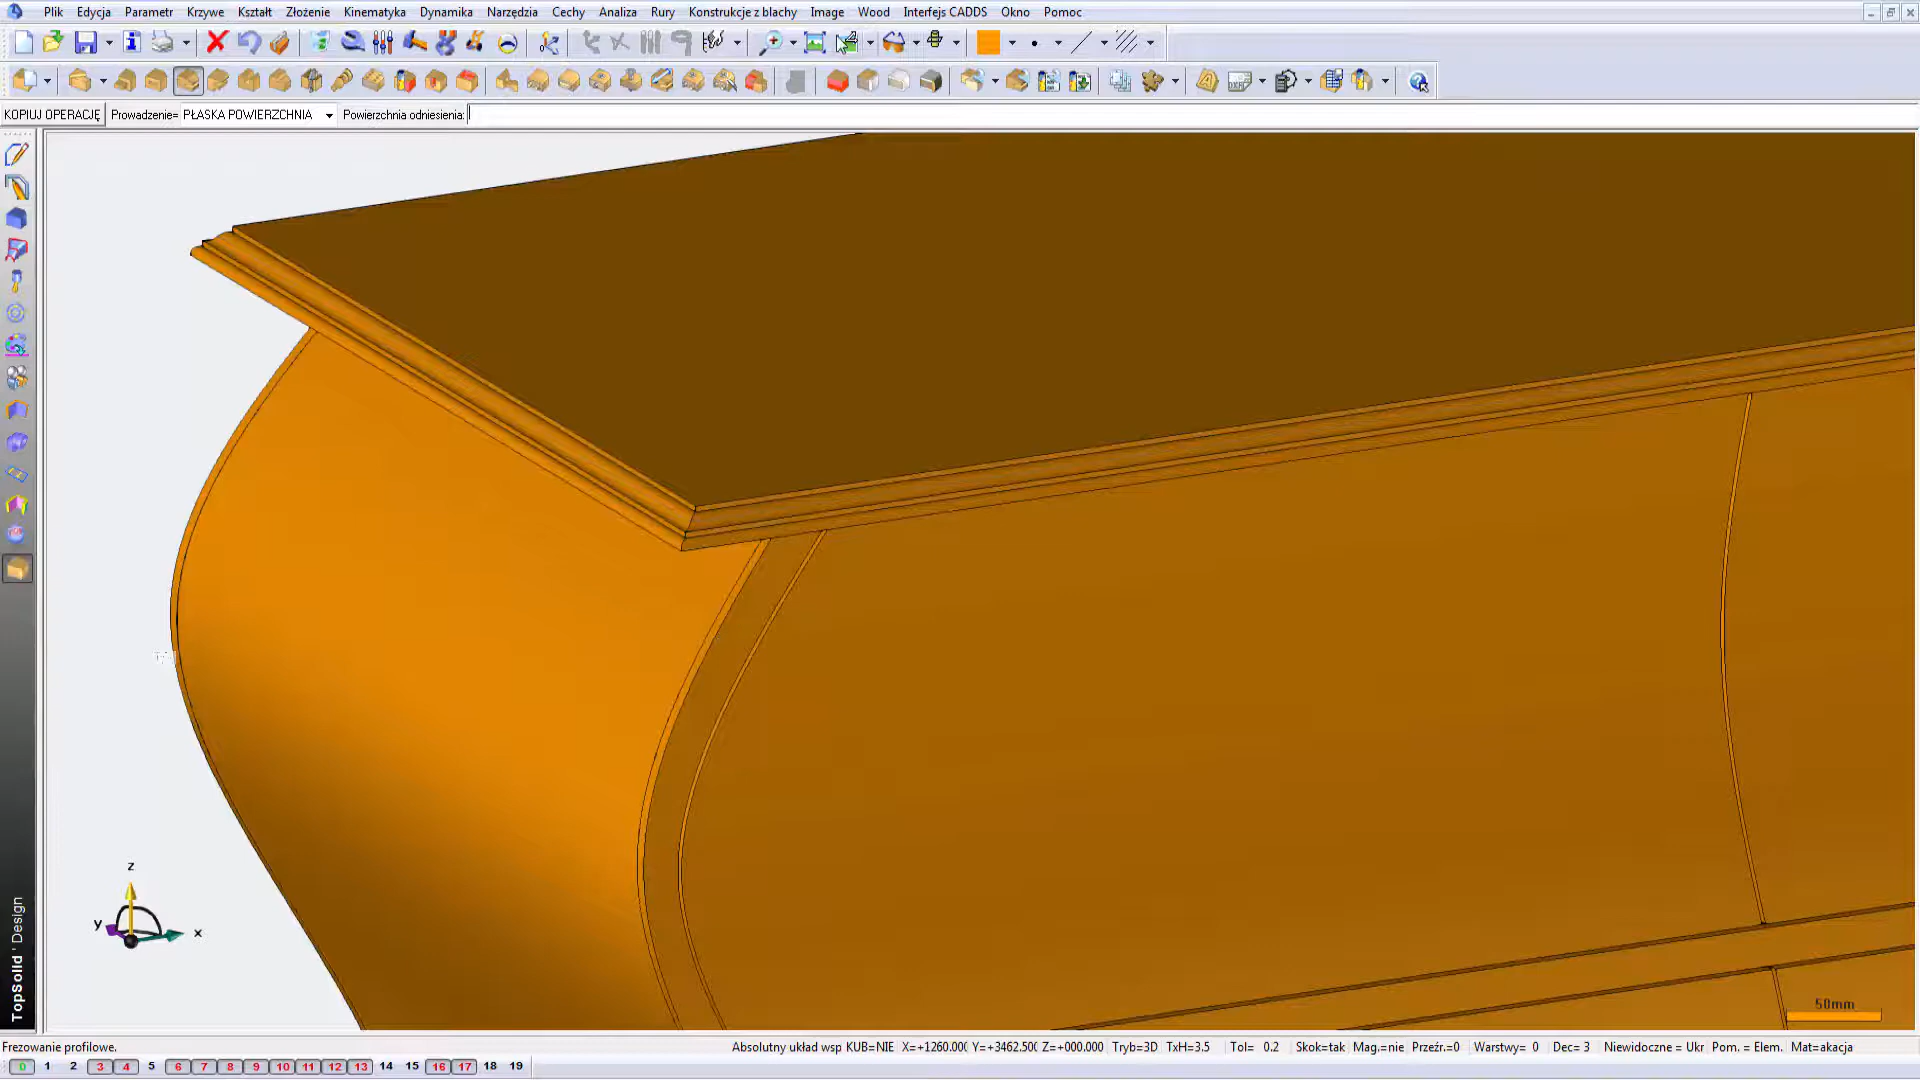 Plik Edycja Parametr Krzywe Kształt Złożenie Kinematyka Dynamika Narzędzia Cechy Analiza Rury Konstrukcje z blachy Image Wood Interfejs CADDS Okno Pomoc
KOPIUJ OPERACJĘ Prowadzenie= PŁASKA POWIERZCHNIA Powierzchnia odniesienia:
z
y
x
TopSolid ' Design
50mm
Frezowanie profilowe. Absolutny układ wsp KUB=NIE X=+1260.000 Y=+3462.500 Z=+000.000 Tryb=3D TxH=3.5 Tol= 0.2 Skok=tak Mag.=nie Przeźr.=0 Warstwy= 0 Dec= 3 Niewidoczne = Ukr Pom. = Elem. Mat=akacja
0 1 2 3 4 5 6 7 8 9 10 11 12 13 14 15 16 17 18 19